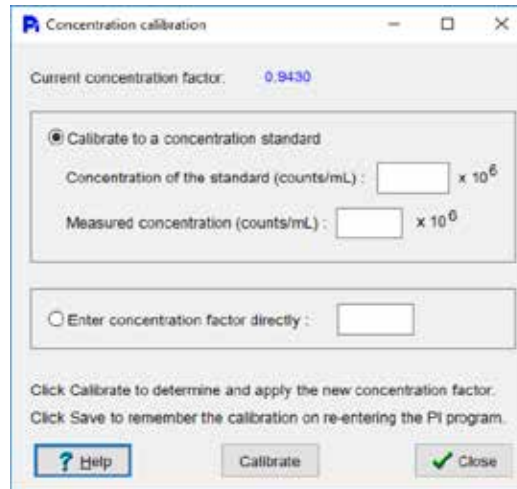 Pi Concentration calibration
Current concentration factor: 0.9430
Calibrate to a concentration standard
Concentration of the standard (counts/mL) : x 10^6
Measured concentration (counts/mL) : x 10^6
Enter concentration factor directly :
Click Calibrate to determine and apply the new concentration factor.
Click Save to remember the calibration on re-entering the PI program.
? Help Calibrate Close